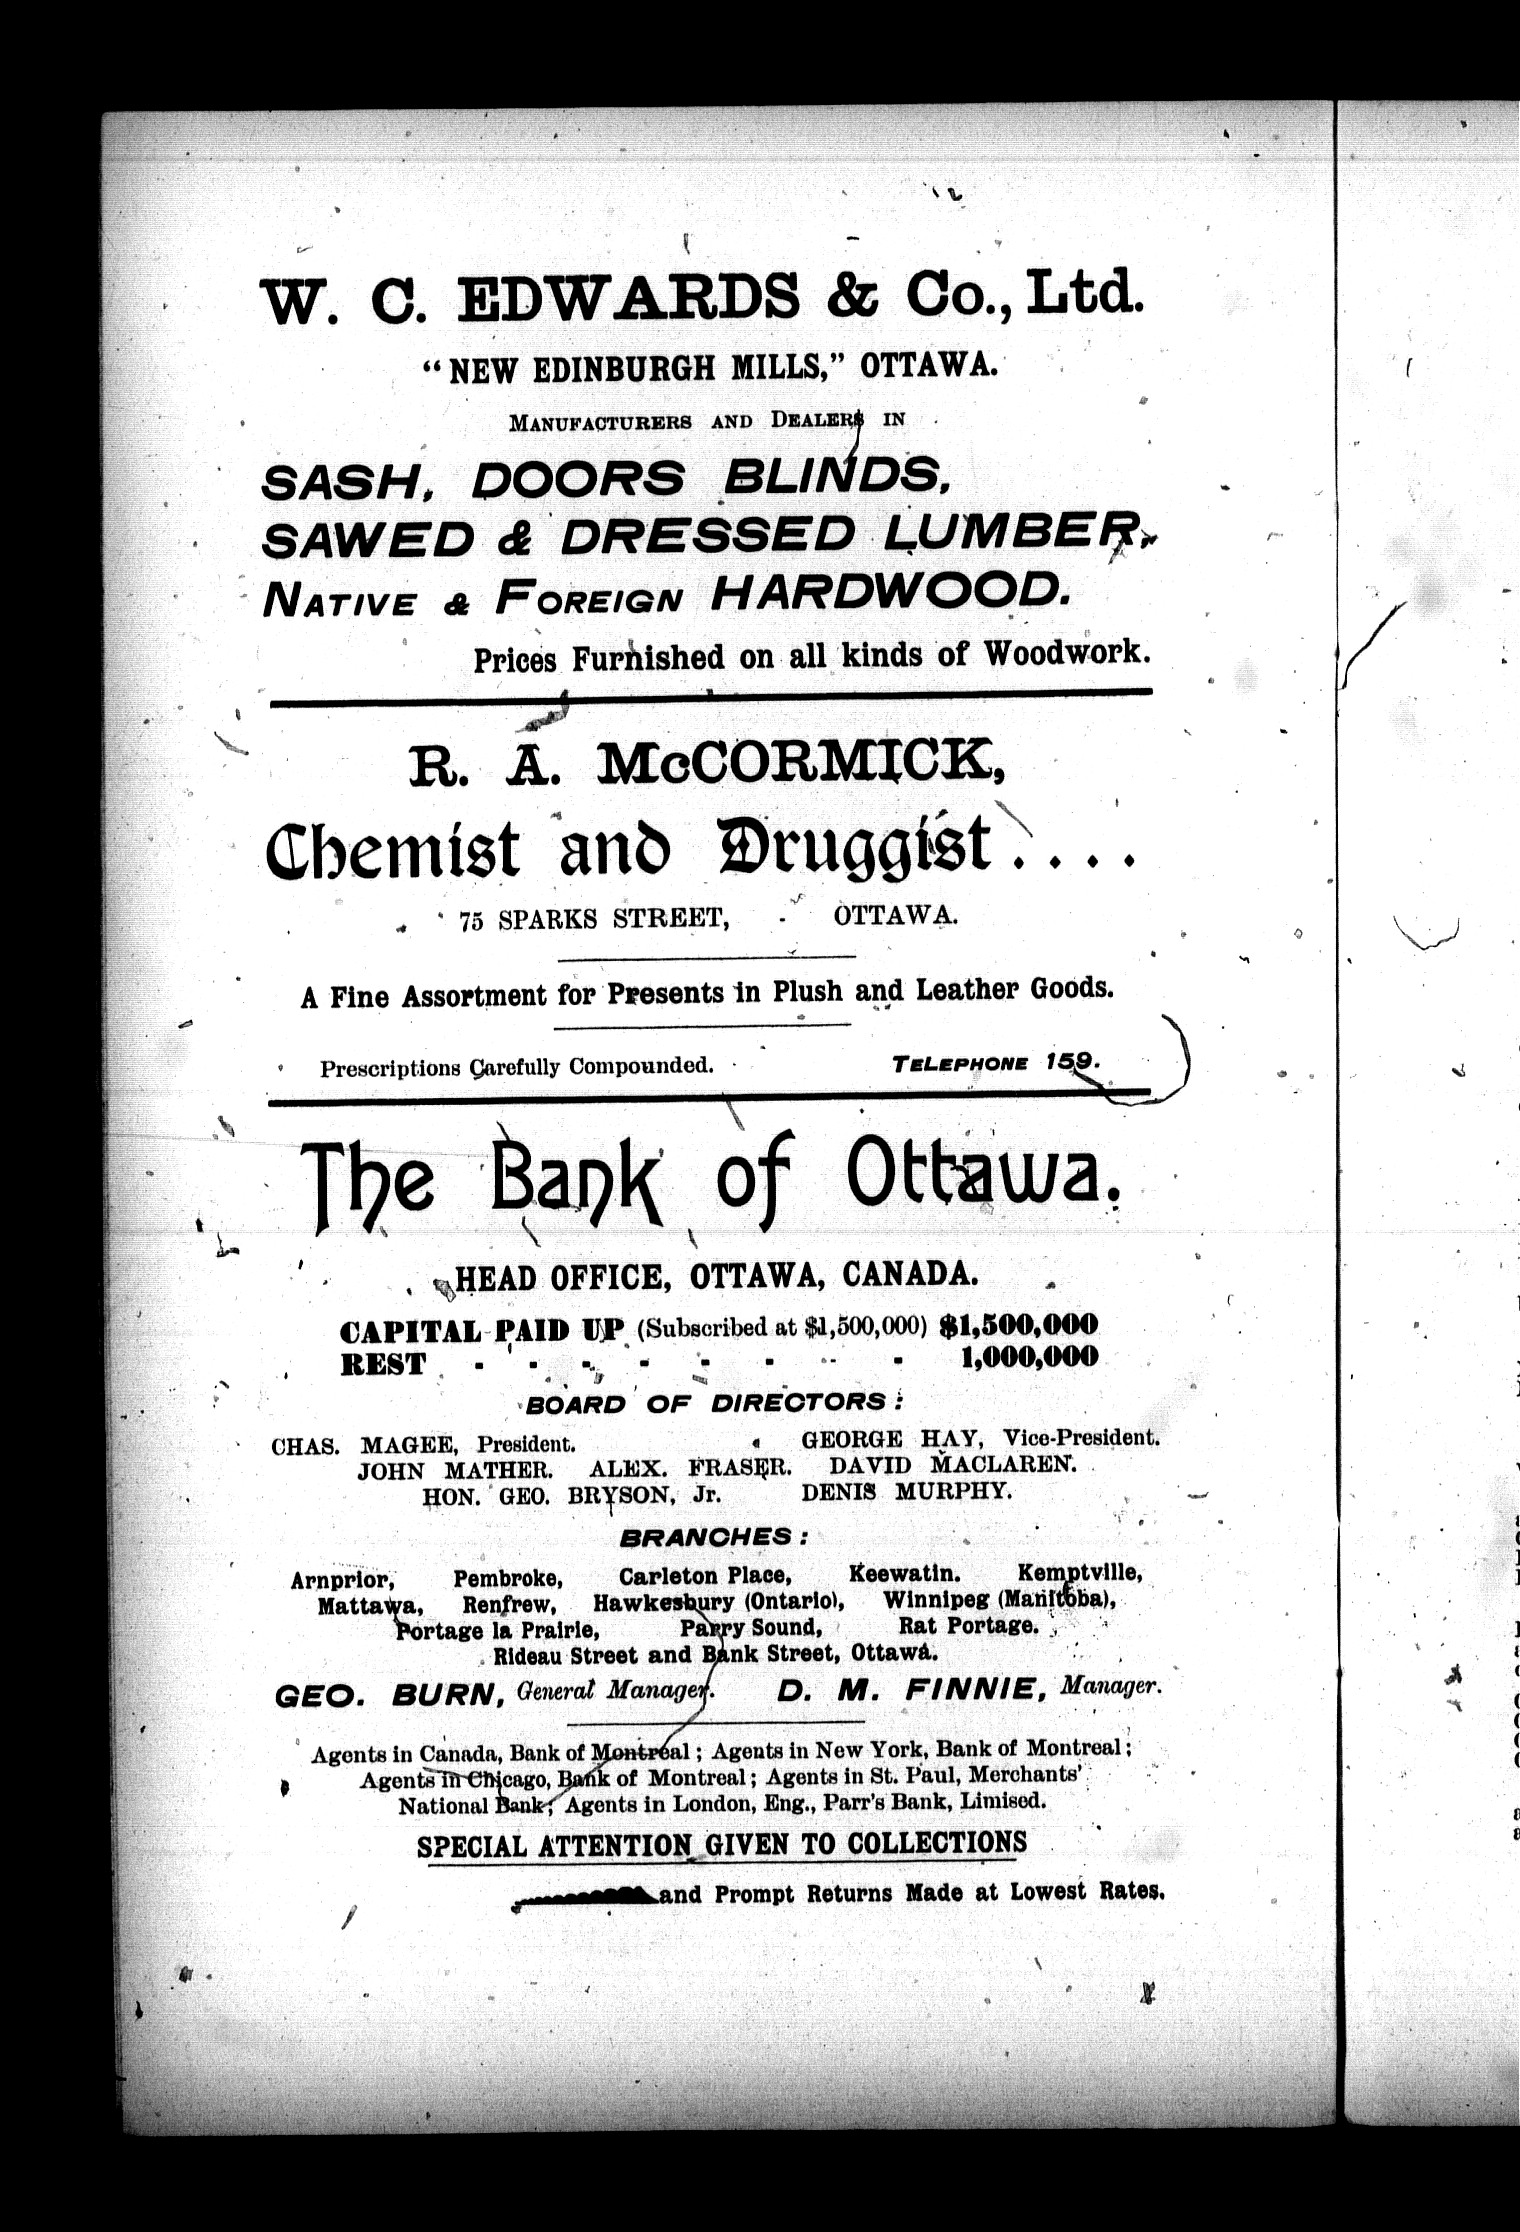 W. C. EDWARDS & Co., Ltd.
"NEW EDINBURGH MILLS," OTTAWA.
MANUFACTURERS AND DEALERS IN
SASH, DOORS BLINDS,
SAWED & DRESSED LUMBER,
NATIVE & FOREIGN HARDWOOD.
Prices Furnished on all kinds of Woodwork.
R. A. McCORMICK,
Chemist and Druggist....
75 SPARKS STREET, - OTTAWA.
A Fine Assortment for Presents in Plush and Leather Goods.
Prescriptions Carefully Compounded. TELEPHONE 159.
The Bank of Ottawa.
HEAD OFFICE, OTTAWA, CANADA.
CAPITAL PAID UP (Subscribed at $1,500,000) $1,500,000
REST - - - - - - - - 1,000,000
BOARD OF DIRECTORS:
CHAS. MAGEE, President. GEORGE HAY, Vice-President.
JOHN MATHER. ALEX. FRASER. DAVID MACLAREN.
HON. GEO. BRYSON, Jr. DENIS MURPHY.
BRANCHES:
Arnprior, Pembroke, Carleton Place, Keewatin. Kemptville,
Mattawa, Renfrew, Hawkesbury (Ontario), Winnipeg (Manitoba),
Portage la Prairie, Parry Sound, Rat Portage.
Rideau Street and Bank Street, Ottawa.
GEO. BURN, General Manager. D. M. FINNIE, Manager.
Agents in Canada, Bank of Montreal; Agents in New York, Bank of Montreal;
Agents in Chicago, Bank of Montreal; Agents in St. Paul, Merchants'
National Bank; Agents in London, Eng., Parr's Bank, Limised.
SPECIAL ATTENTION GIVEN TO COLLECTIONS
and Prompt Returns Made at Lowest Rates.